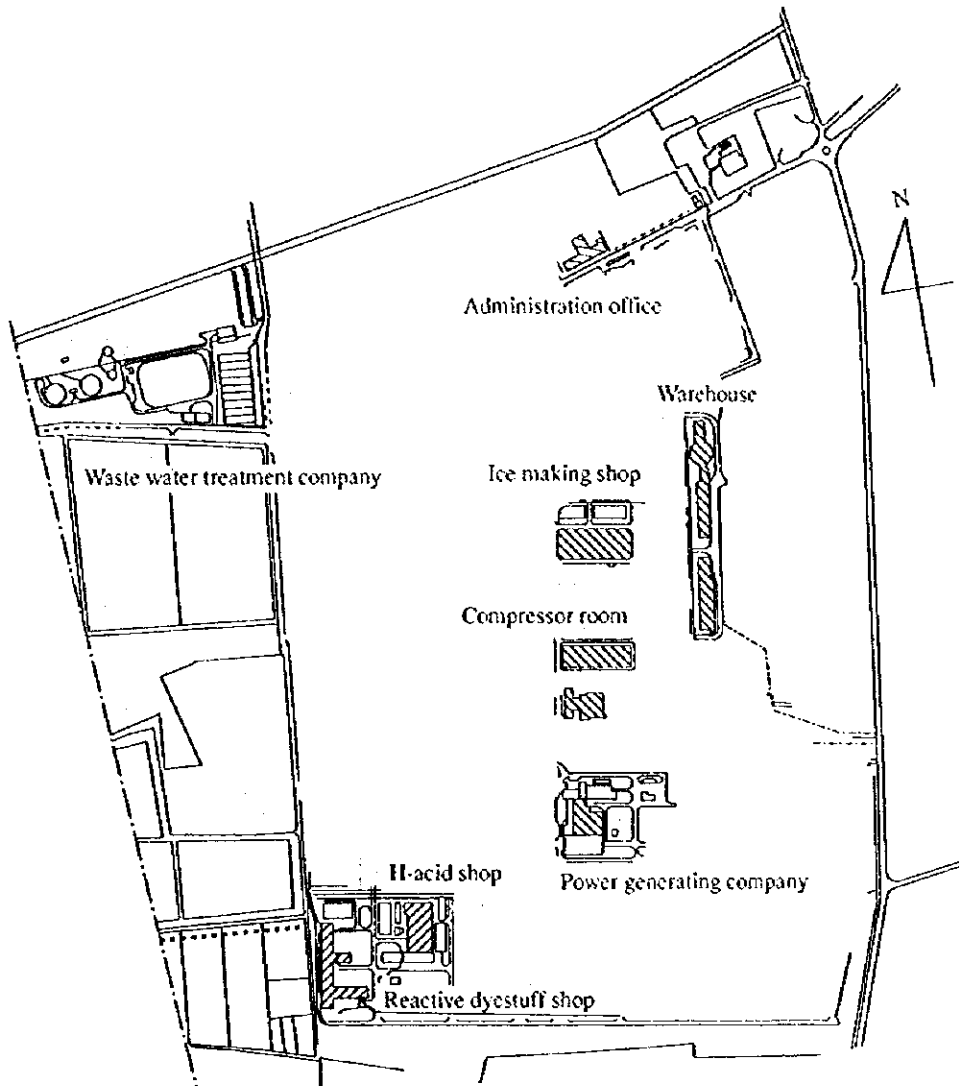 N
Administration office
Warehouse
Waste water treatment company
Ice making shop
Compressor room
H-acid shop
Power generating company
Reactive dyestuff shop